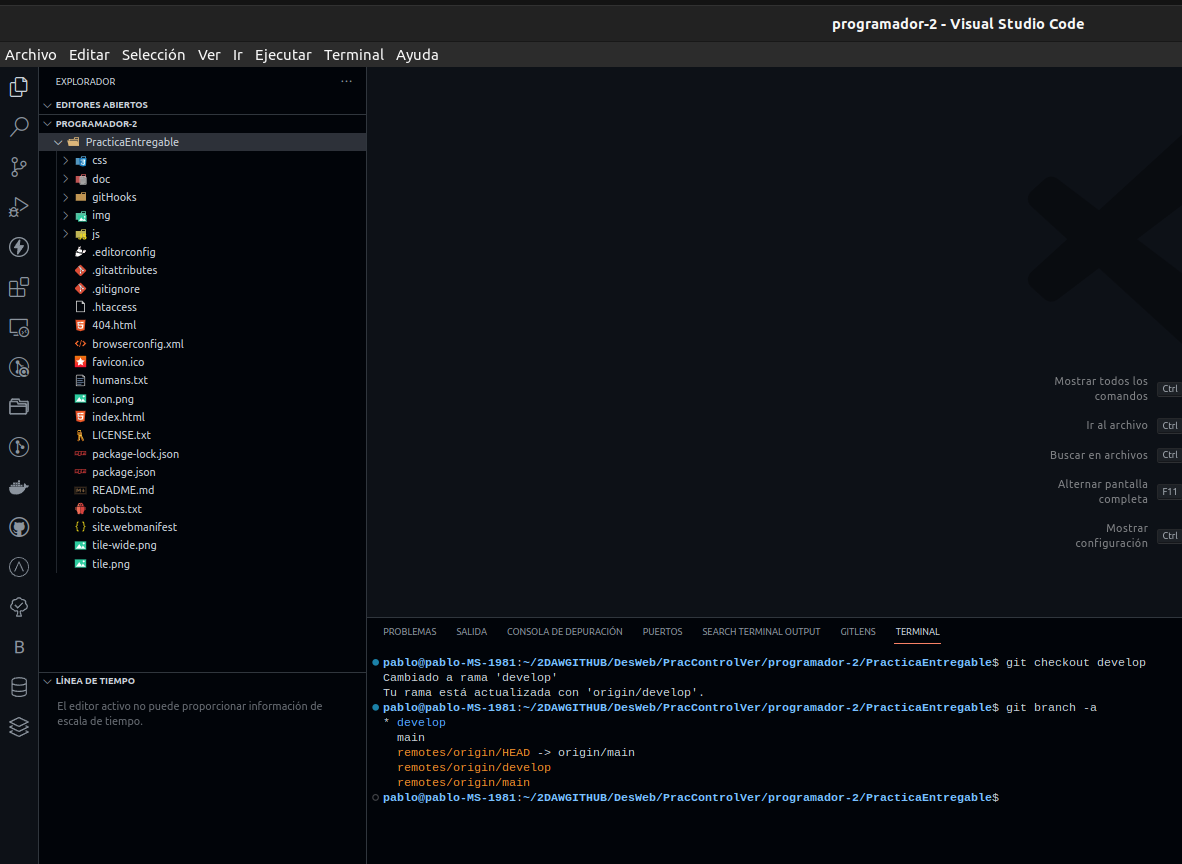 programador-2 - Visual Studio Code
Archivo Editar Selección Ver Ir Ejecutar Terminal Ayuda
EXPLORADOR ···
EDITORES ABIERTOS
PROGRAMADOR-2
PracticaEntregable
css
doc
gitHooks
img
js
.editorconfig
.gitattributes
.gitignore
.htaccess
404.html
browserconfig.xml
favicon.ico
humans.txt
icon.png
index.html
LICENSE.txt
package-lock.json
package.json
README.md
robots.txt
site.webmanifest
tile-wide.png
tile.png
LÍNEA DE TIEMPO
El editor activo no puede proporcionar información de
escala de tiempo.
Mostrar todos los
comandos Ctrl
Ir al archivo Ctrl
Buscar en archivos Ctrl
Alternar pantalla
completa F11
Mostrar
configuración Ctrl
PROBLEMAS SALIDA CONSOLA DE DEPURACIÓN PUERTOS SEARCH TERMINAL OUTPUT GITLENS TERMINAL
pablo@pablo-MS-1981:~/2DAWGITHUB/DesWeb/PracControlVer/programador-2/PracticaEntregable$ git checkout develop
Cambiado a rama 'develop'
Tu rama está actualizada con 'origin/develop'.
pablo@pablo-MS-1981:~/2DAWGITHUB/DesWeb/PracControlVer/programador-2/PracticaEntregable$ git branch -a
* develop
main
remotes/origin/HEAD -> origin/main
remotes/origin/develop
remotes/origin/main
pablo@pablo-MS-1981:~/2DAWGITHUB/DesWeb/PracControlVer/programador-2/PracticaEntregable$